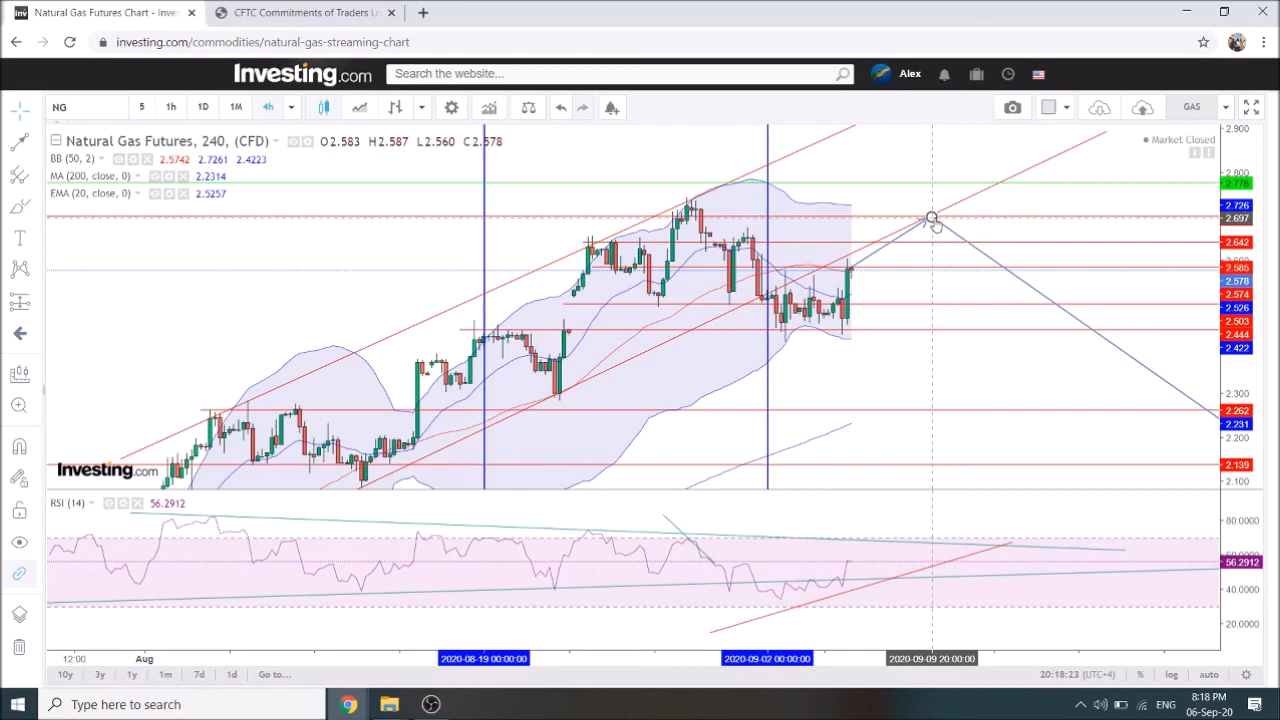 Natural Gas Futures Chart - Inve
CFTC Commitments of Traders Lo
investing.com/commodities/natural-gas-streaming-chart
Investing.com
Search the website...
Alex
NG
5
1h
1D
1M
4h
GAS
Natural Gas Futures, 240, (CFD)
O2.583 H2.587 L2.560 C2.578
Market Closed
BB (50, 2)
2.5742 2.7261 2.4223
MA (200, close, 0)
2.2314
EMA (20, close, 0)
2.5257
2.900
2.800
2.776
2.726
2.697
2.642
2.585
2.578
2.574
2.526
2.503
2.444
2.422
2.300
2.262
2.231
2.200
2.139
2.100
Investing.com
RSI (14)
56.2912
80.0000
56.2912
40.0000
20.0000
12:00
Aug
2020-08-19 00:00:00
2020-09-02 00:00:00
2020-09-09 20:00:00
10y 3y 1y 1m 7d 1d Go to...
20:18:23 (UTC+4)
% log auto
Type here to search
ENG
8:18 PM
06-Sep-20